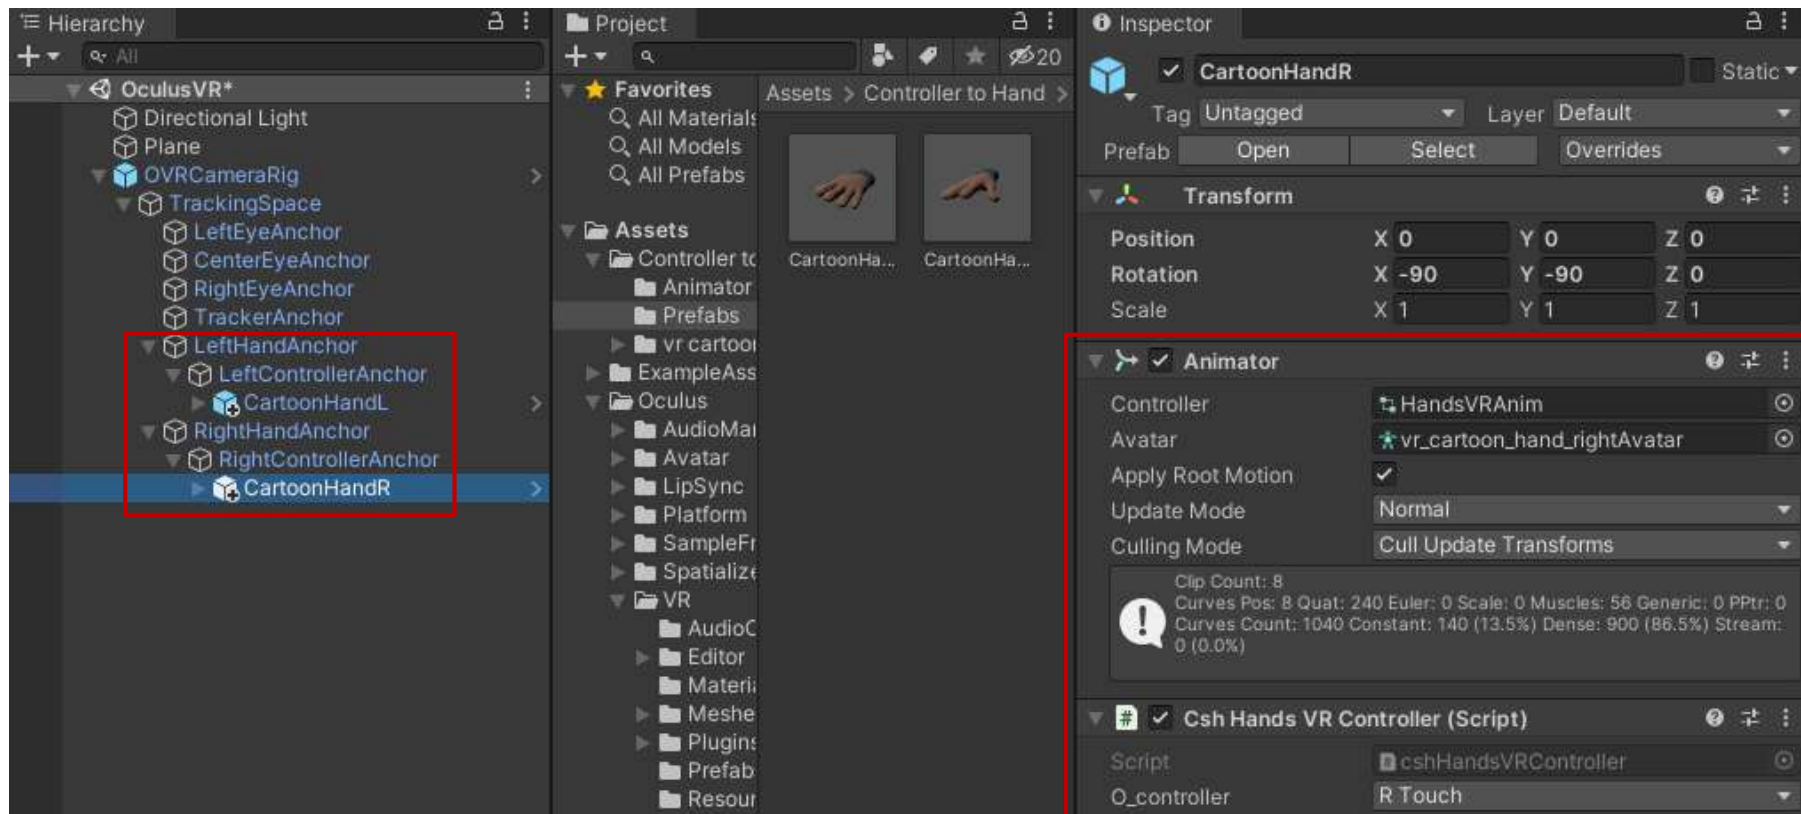 Hierarchy
All
OculusVR*
Directional Light
Plane
OVRCameraRig
TrackingSpace
LeftEyeAnchor
CenterEyeAnchor
RightEyeAnchor
TrackerAnchor
LeftHandAnchor
LeftControllerAnchor
CartoonHandL
RightHandAnchor
RightControllerAnchor
CartoonHandR
Project
20
Favorites
All Materials
All Models
All Prefabs
Assets
Controller to
Animator
Prefabs
vr cartoon
ExampleAss
Oculus
AudioMa
Avatar
LipSync
Platform
SampleFr
Spatialize
VR
AudioC
Editor
Materia
Meshe
Plugins
Prefab
Resour
Assets > Controller to Hand >
CartoonHa...
CartoonHa...
Inspector
CartoonHandR
Static
Tag Untagged
Layer Default
Prefab Open Select Overrides
Transform
Position X 0 Y 0 Z 0
Rotation X -90 Y -90 Z 0
Scale X 1 Y 1 Z 1
Animator
Controller HandsVRAnim
Avatar vr_cartoon_hand_rightAvatar
Apply Root Motion
Update Mode Normal
Culling Mode Cull Update Transforms
Clip Count: 8
Curves Pos: 8 Quat: 240 Euler: 0 Scale: 0 Muscles: 56 Generic: 0 PPtr: 0
Curves Count: 1040 Constant: 140 (13.5%) Dense: 900 (86.5%) Stream:
0 (0.0%)
# Csh Hands VR Controller (Script)
Script cshHandsVRController
O_controller R Touch